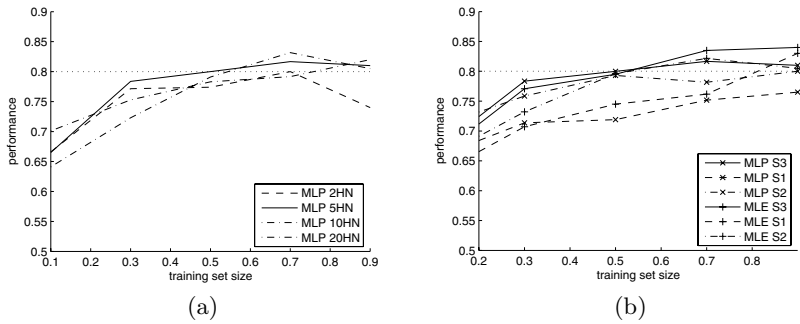 0.9
0.85
0.8
0.75
0.7
0.65
0.6
0.55
0.5
performance
0.1 0.2 0.3 0.4 0.5 0.6 0.7 0.8 0.9
training set size
MLP 2HN
MLP 5HN
MLP 10HN
MLP 20HN
(a)
0.9
0.85
0.8
0.75
0.7
0.65
0.6
0.55
0.5
performance
0.2 0.3 0.4 0.5 0.6 0.7 0.8
training set size
MLP S3
MLP S1
MLP S2
MLE S3
MLE S1
MLE S2
(b)